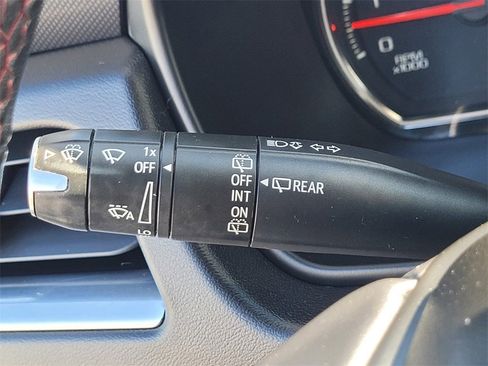 1x
OFF
A
LO
OFF
INT
ON
REAR
0
RPM
x1000